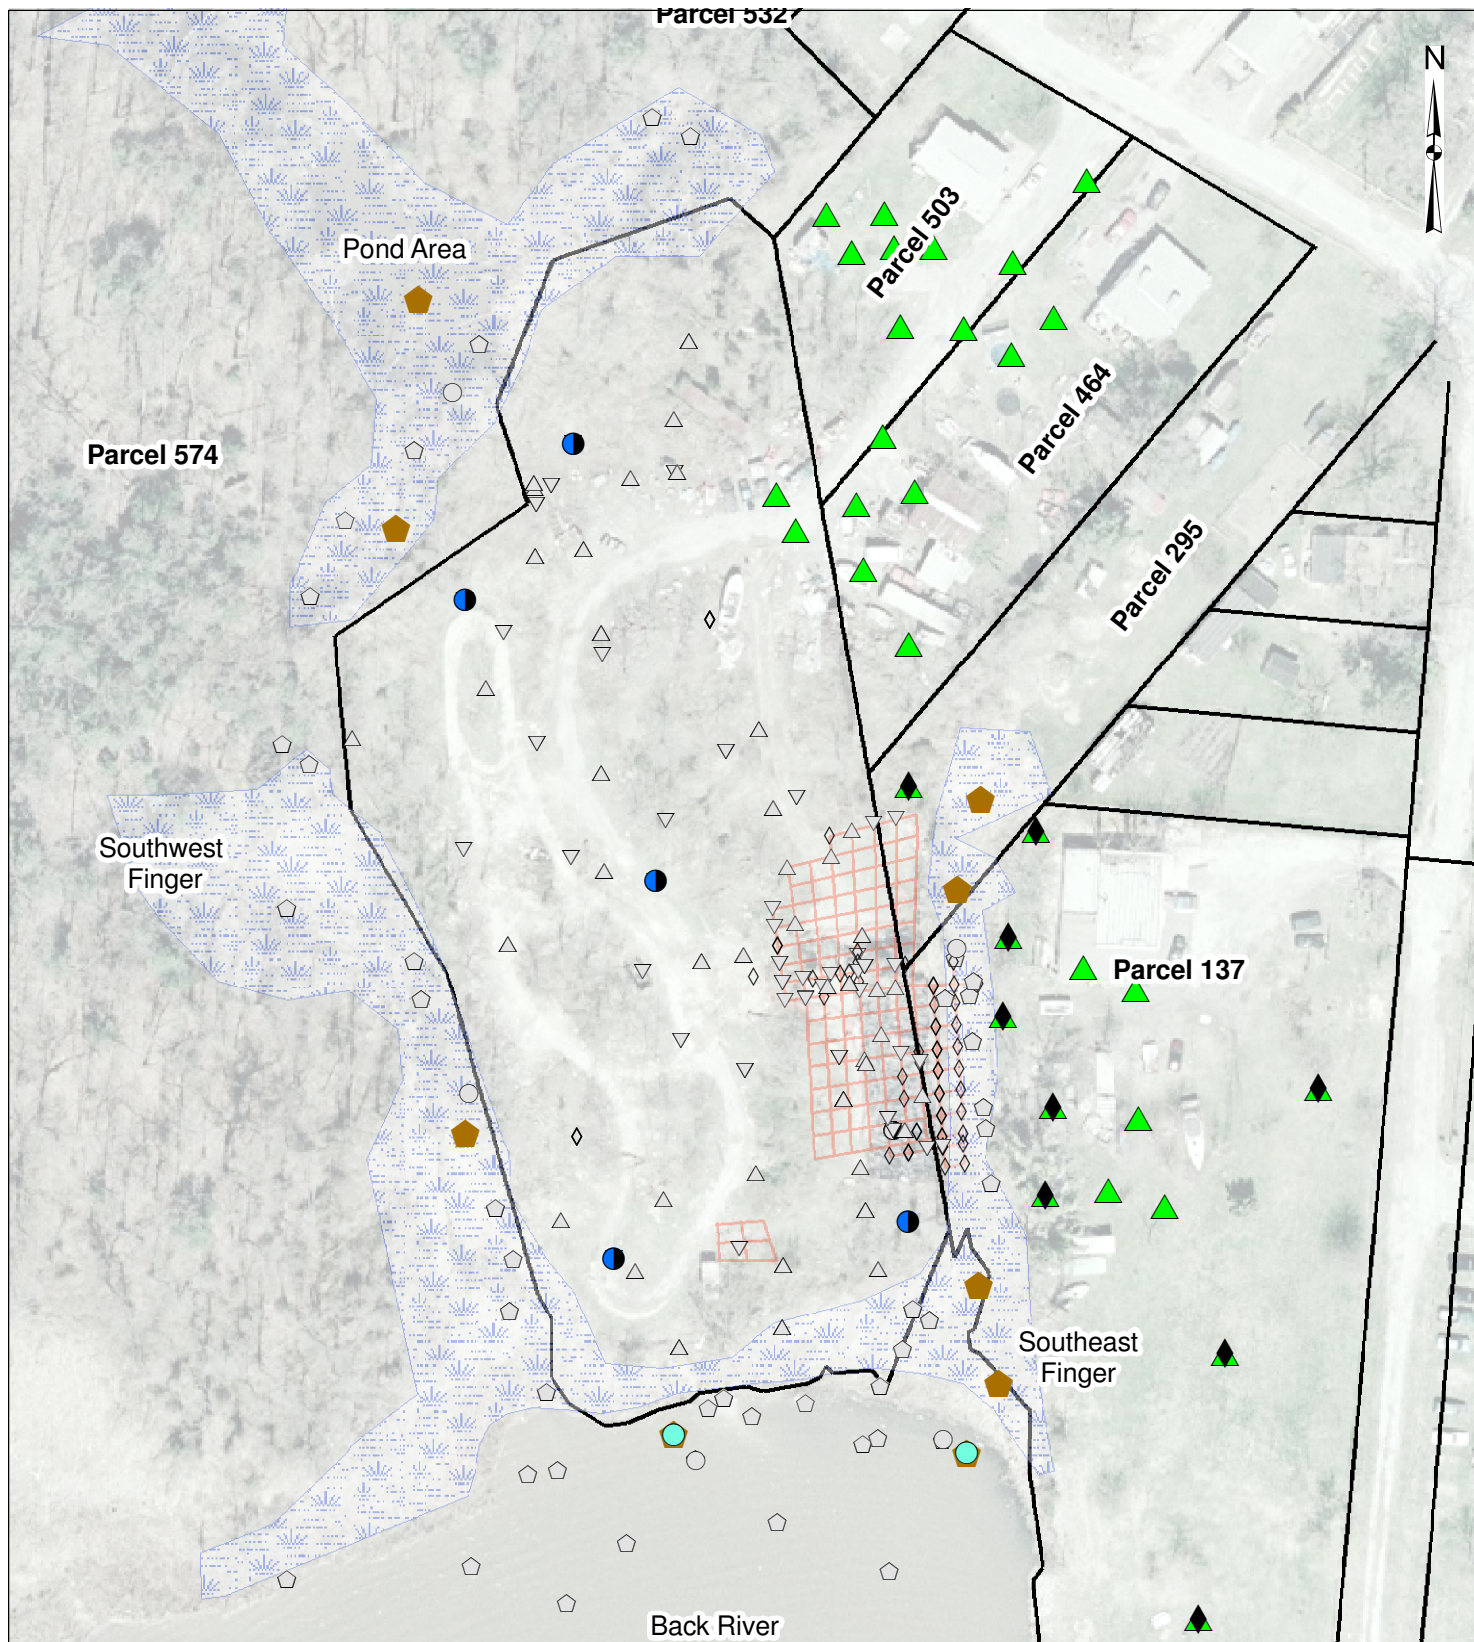 Parcel 532
N
Parcel 503
Pond Area
Parcel 464
Parcel 574
Parcel 295
Southwest
Finger
Parcel 137
Southeast
Finger
Back River